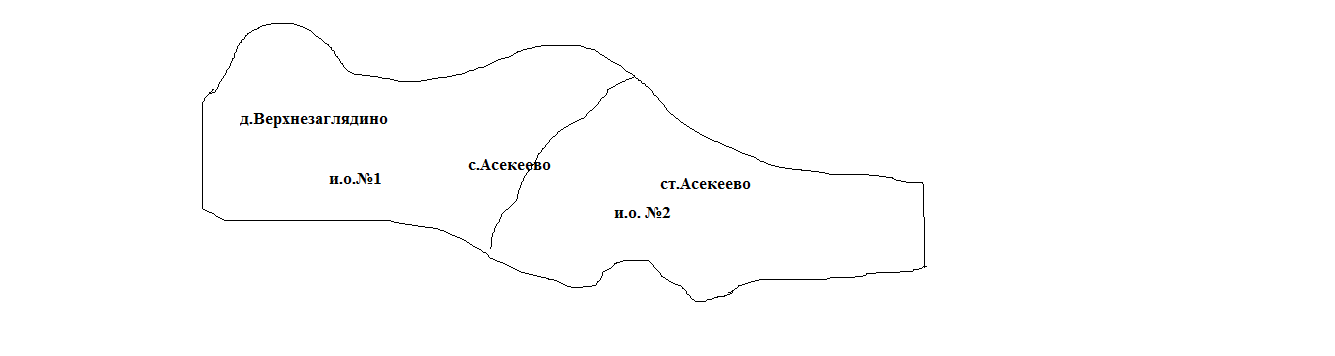 д.Верхнезаглядино
с.Асекеево
и.о.№1
ст.Асекеево
и.о. №2